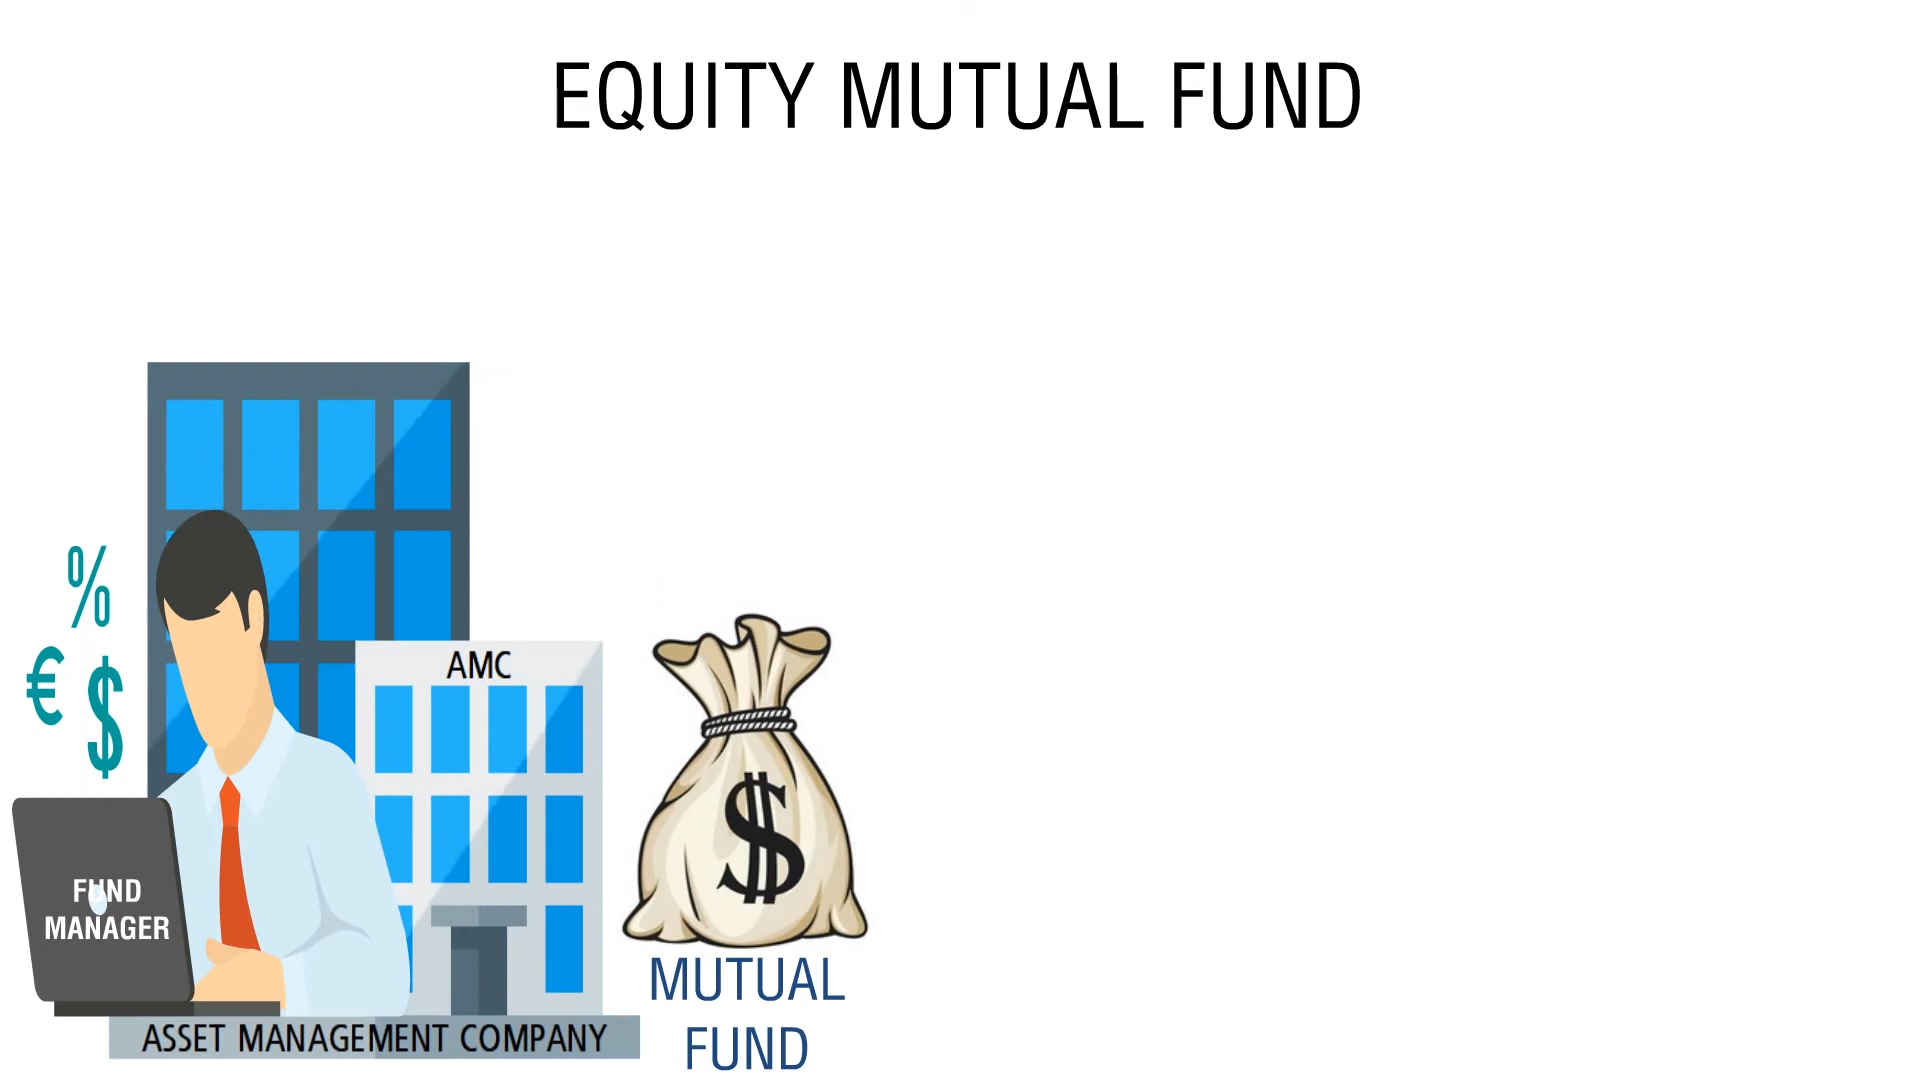 EQUITY MUTUAL FUND
%
€ $
AMC
$
FUND
MANAGER
MUTUAL
FUND
ASSET MANAGEMENT COMPANY